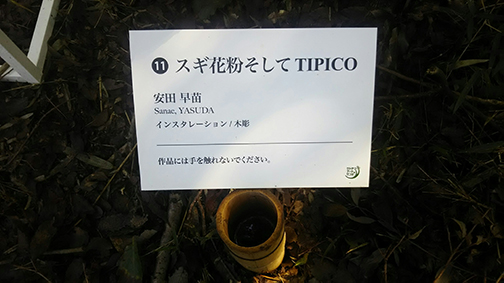 ⓫ スギ花粉そして TIPICO
安田 早苗
Sanae, YASUDA
インスタレーション / 木彫
作品には手を触れないでください。